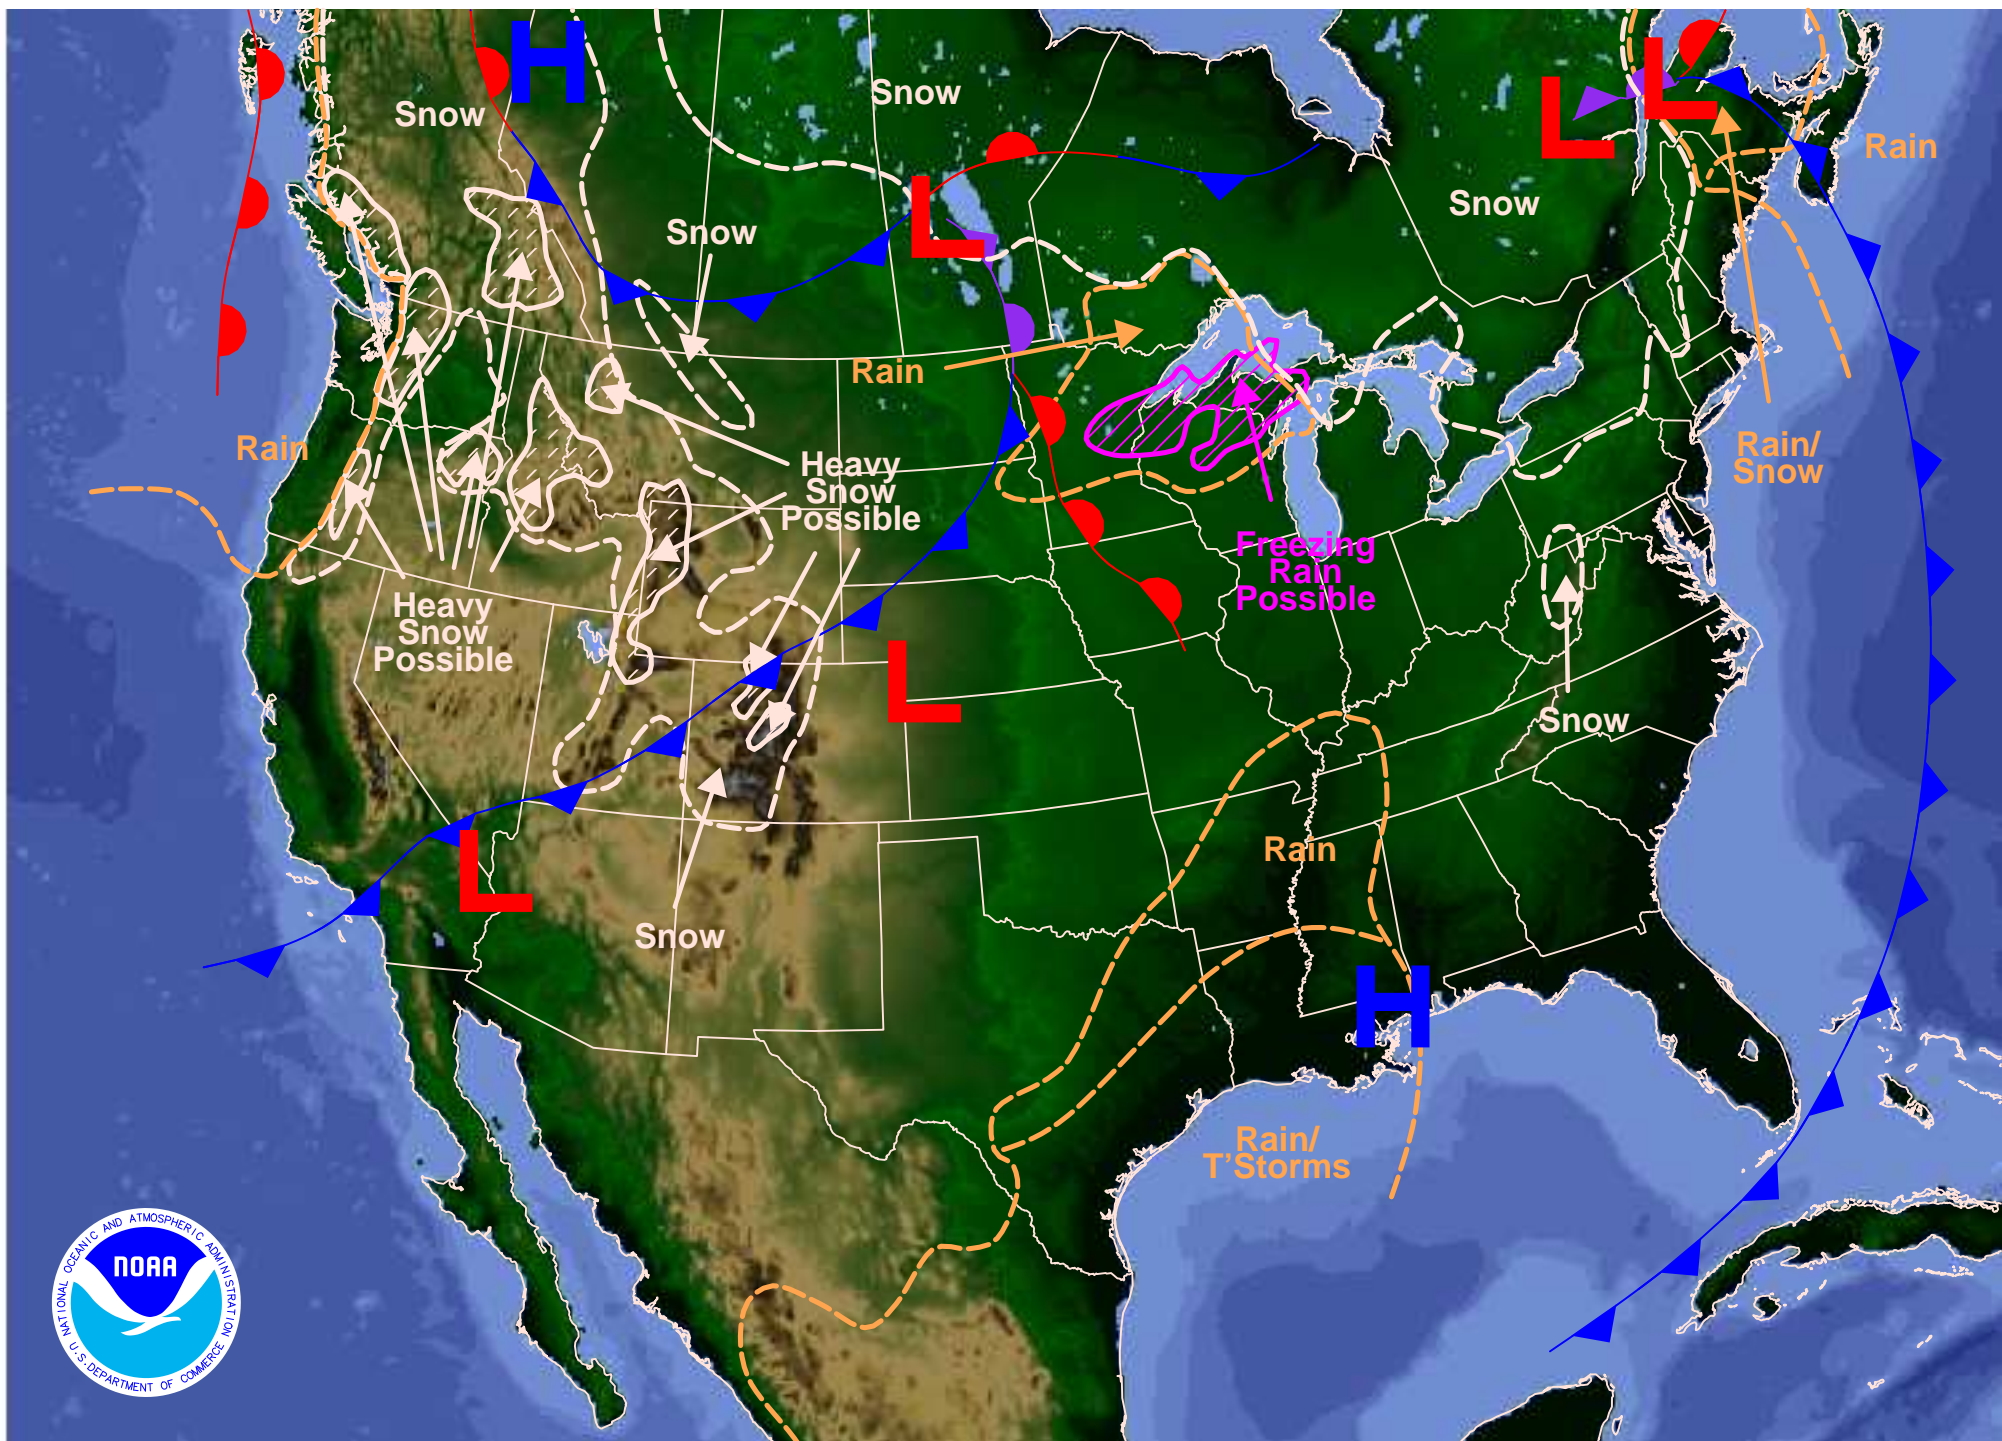 H
Snow
Snow
L
L
Rain
L
Snow
Snow
Rain
Rain
Heavy
Snow
Possible
Rain/
Snow
Freezing
Rain
Possible
Heavy
Snow
Possible
L
Snow
Rain
L
Snow
H
Rain/
T'Storms
NATIONAL OCEANIC AND ATMOSPHERIC ADMINISTRATION
NOAA
U.S. DEPARTMENT OF COMMERCE